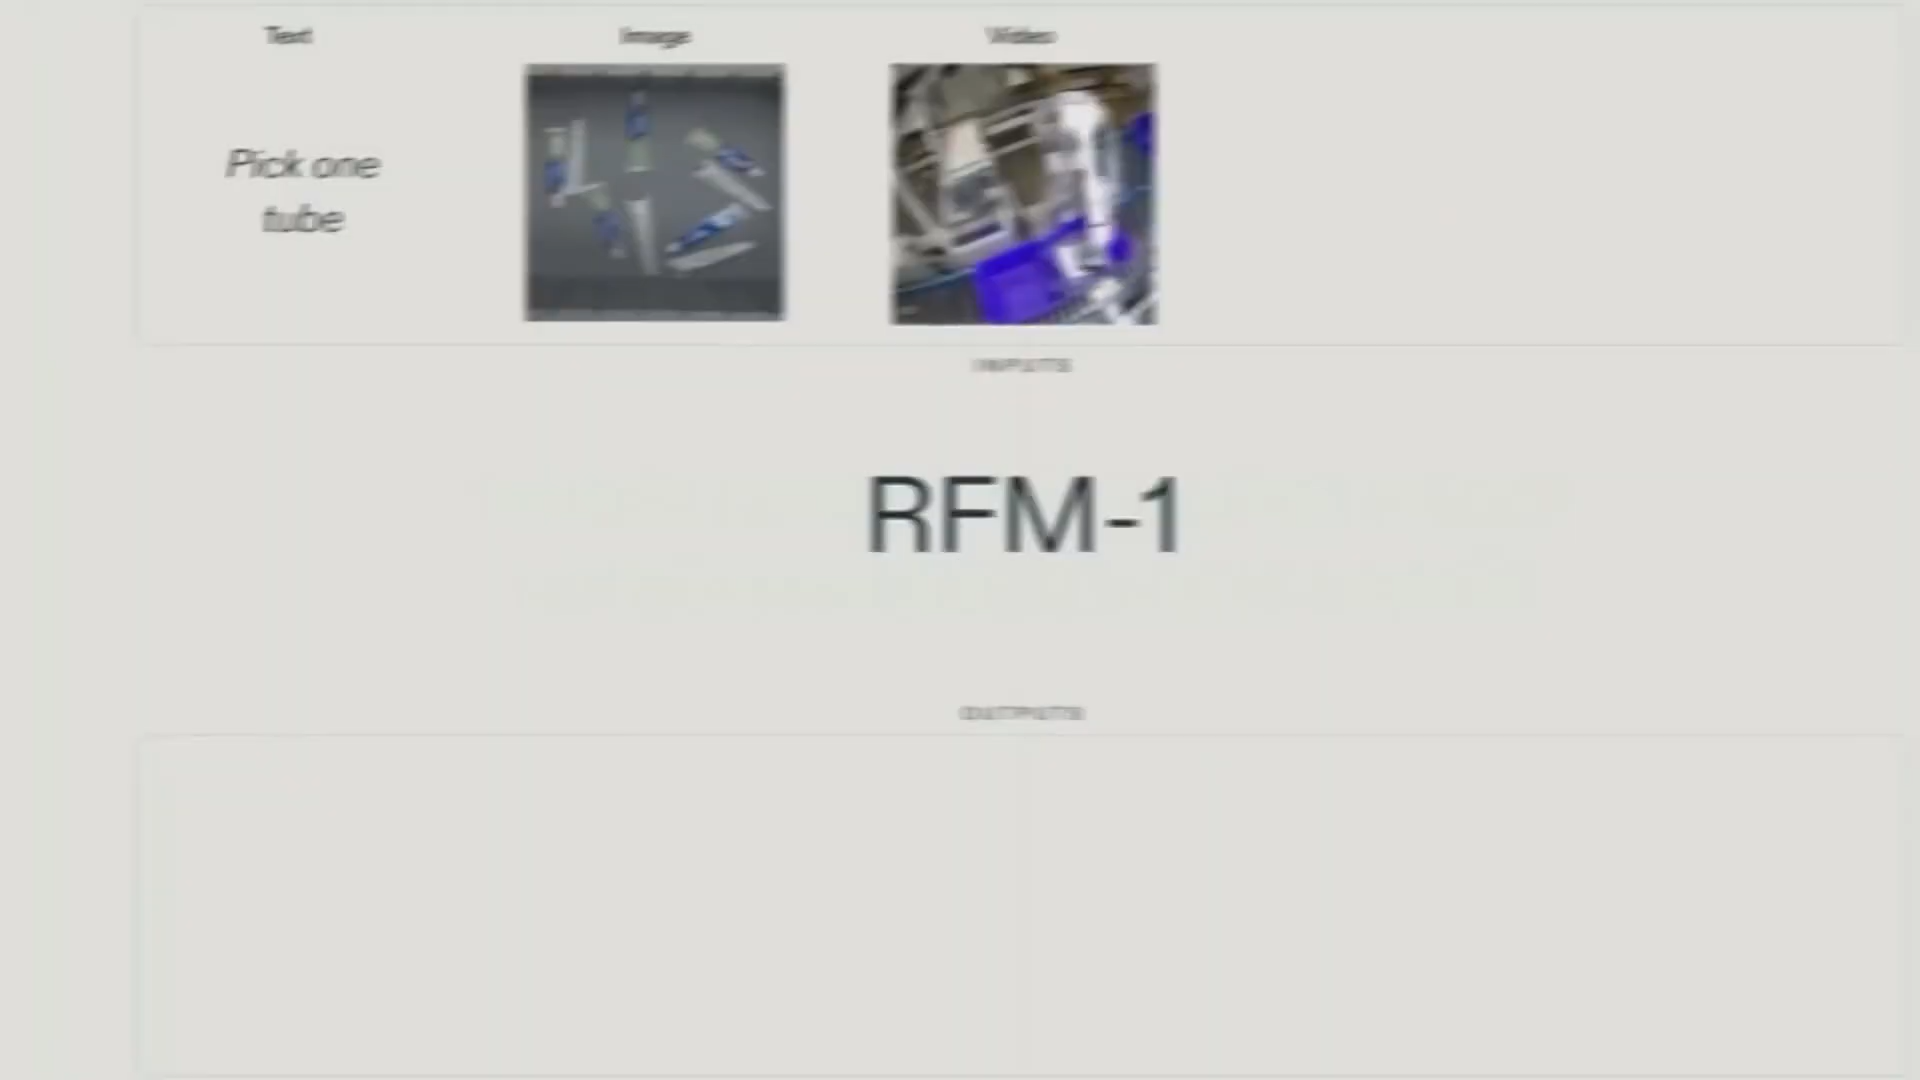 Text
Image
Video
Pick one
tube
INPUTS
RFM-1
OUTPUTS